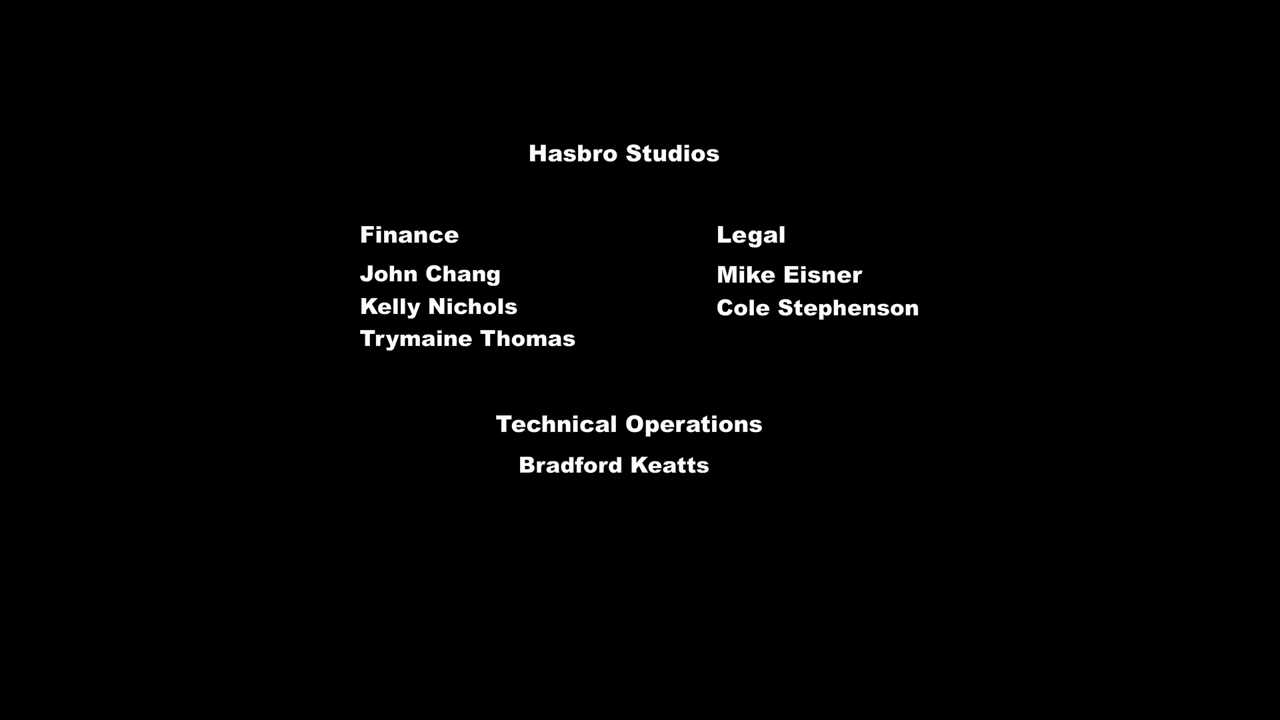 Hasbro Studios
Finance
John Chang
Kelly Nichols
Trymaine Thomas
Legal
Mike Eisner
Cole Stephenson
Technical Operations
Bradford Keatts